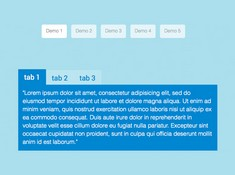 Demo 1 Demo 2 Demo 3 Demo 4 Demo 5
tab 1 tab 2 tab 3
"Lorem ipsum dolor sit amet, consectetur adipisicing elit, sed do
eiusmod tempor incididunt ut labore et dolore magna aliqua. Ut enim ad
minim veniam, quis nostrud exercitation ullamco laboris nisi ut aliquip ex
ea commodo consequat. Duis aute irure dolor in reprehenderit in
voluptate velit esse cillum dolore eu fugiat nulla pariatur. Excepteur sint
occaecat cupidatat non proident, sunt in culpa qui officia deserunt mollit
anim id est laborum."